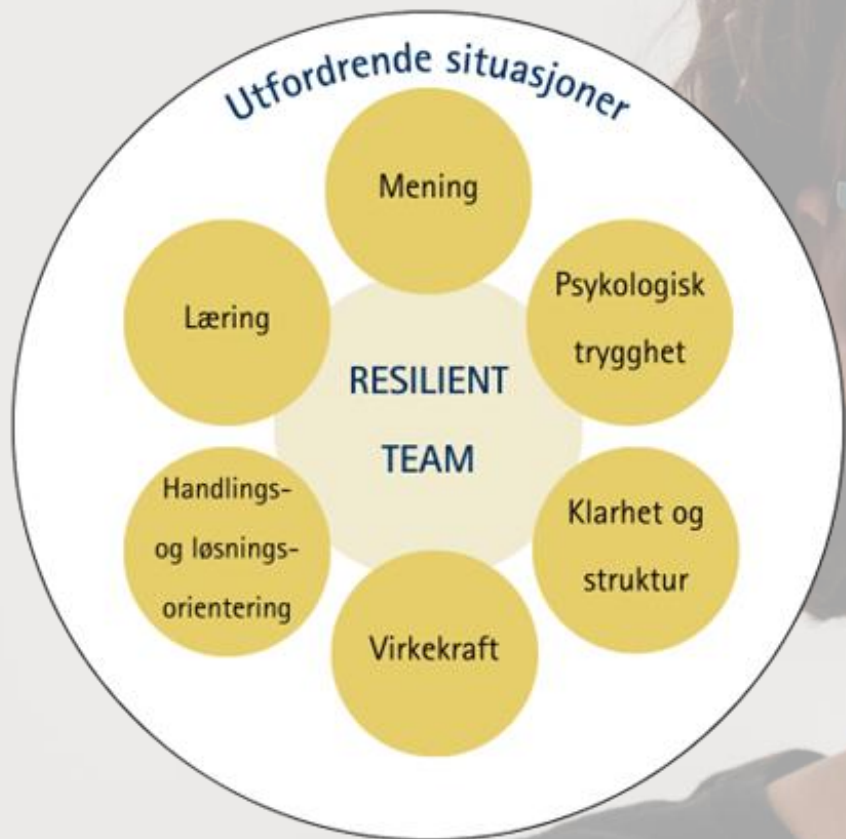 Utfordrende situasjoner
Mening
Psykologisk
trygghet
Læring
RESILIENT
TEAM
Handlings-
og løsnings-
orientering
Klarhet og
struktur
Virkekraft